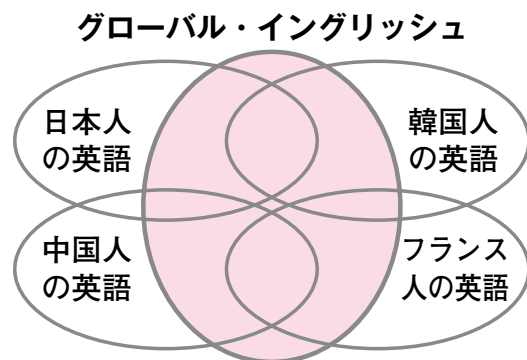 グローバル・イングリッシュ
日本人
の英語
韓国人
の英語
中国人
の英語
フランス
人の英語